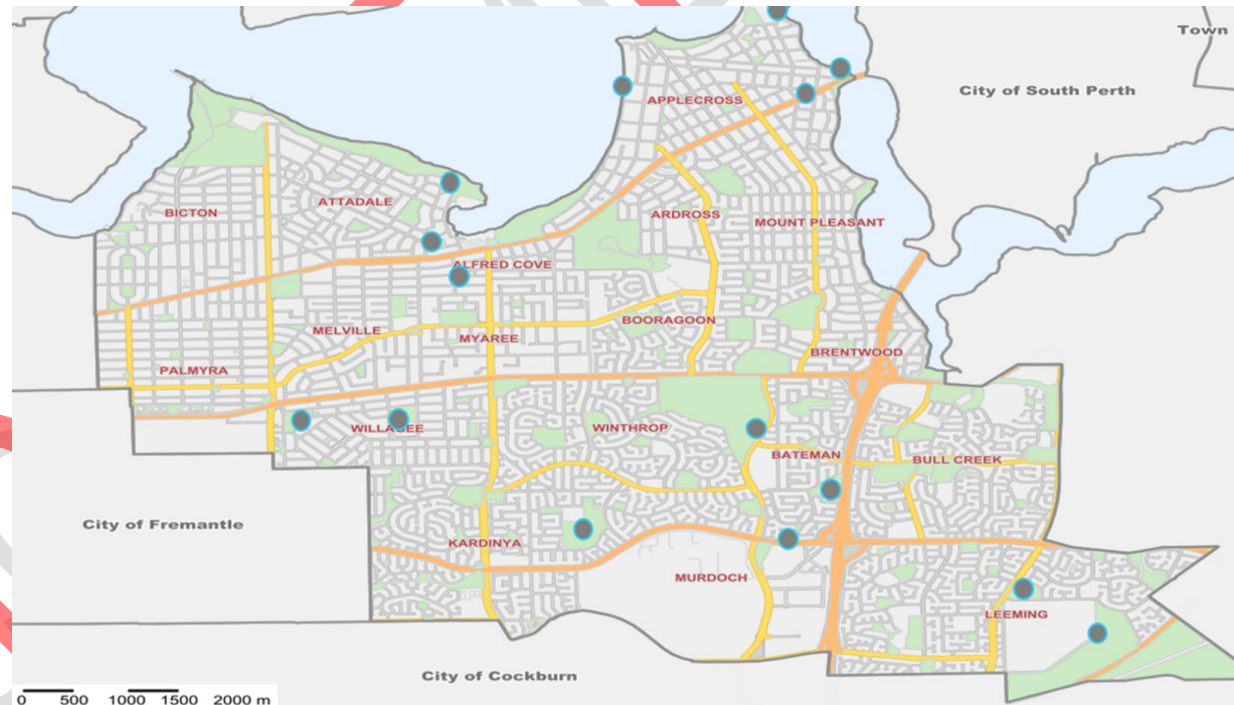 Town
City of South Perth
APPLECROSS
ATTADALE
BICTON
ARDROSS
MOUNT PLEASANT
ALFRED COVE
BOORAGOON
MELVILLE
MYAREE
BRENTWOOD
PALMYRA
WILLAGEE
WINTHROP
BATEMAN
BULL CREEK
City of Fremantle
KARDINYA
MURDOCH
LEEMING
City of Cockburn
0 500 1000 1500 2000 m